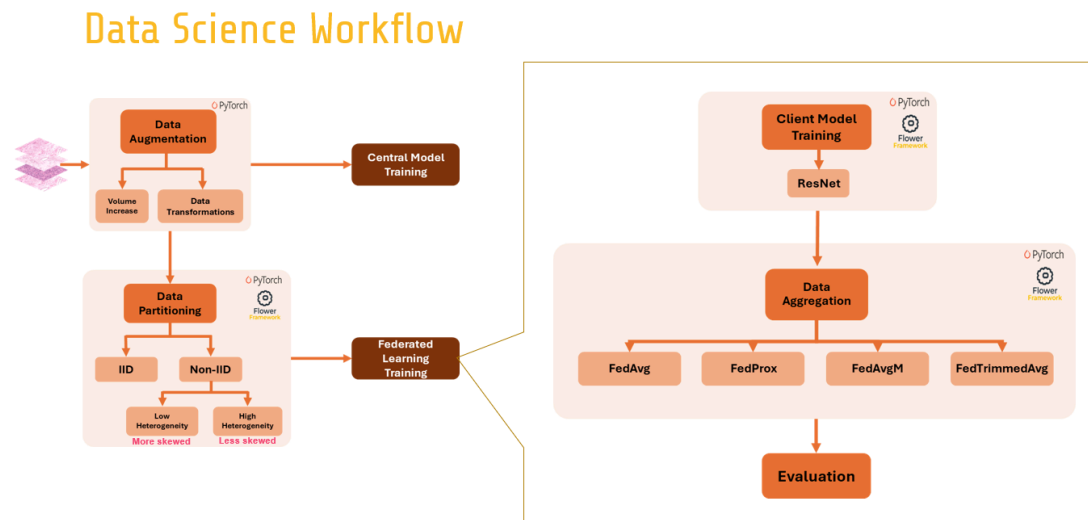 Data Science Workflow
PyTorch
Data
Augmentation
Volume
Increase
Data
Transformations
Central Model
Training
PyTorch
Flower
Framework
Data
Partitioning
IID
Non-IID
Low
Heterogeneity
More skewed
High
Heterogeneity
Less skewed
Federated
Learning
Training
PyTorch
Flower
Framework
Client Model
Training
ResNet
PyTorch
Flower
Framework
Data
Aggregation
FedAvg
FedProx
FedAvgM
FedTrimmedAvg
Evaluation